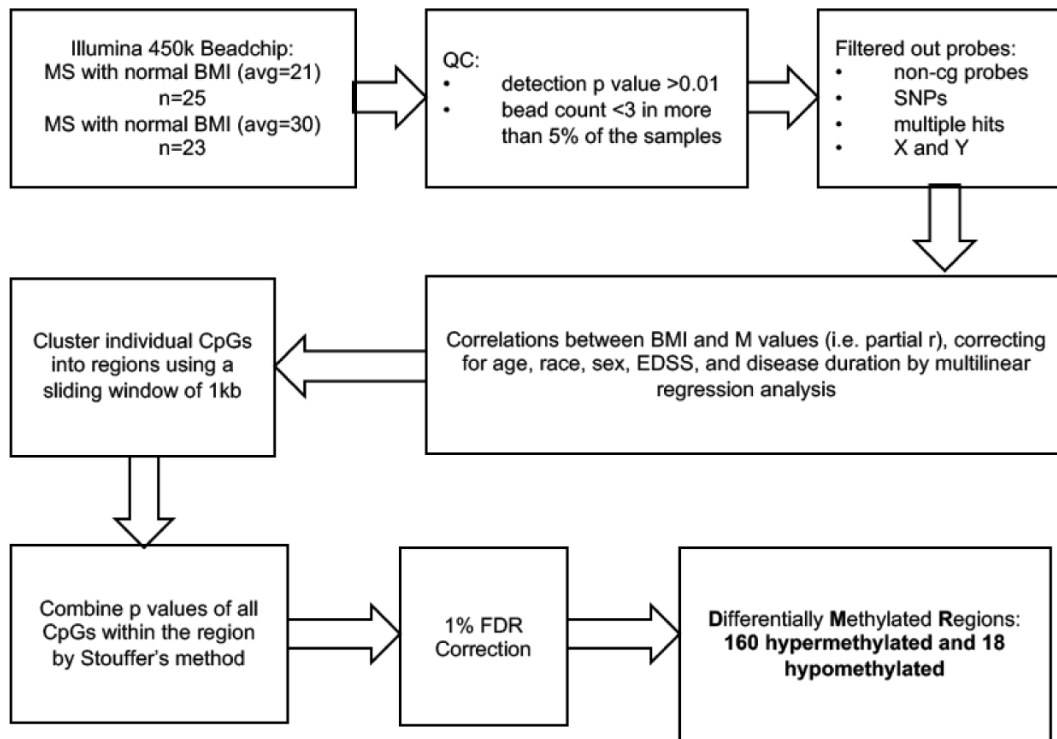 Illumina 450k Beadchip:
MS with normal BMI (avg=21)
n=25
MS with normal BMI (avg=30)
n=23
QC:
• detection p value >0.01
• bead count <3 in more
than 5% of the samples
Filtered out probes:
• non-cg probes
• SNPs
• multiple hits
• X and Y
Correlations between BMI and M values (i.e. partial r), correcting
for age, race, sex, EDSS, and disease duration by multilinear
regression analysis
Cluster individual CpGs
into regions using a
sliding window of 1kb
Combine p values of all
CpGs within the region
by Stouffer's method
1% FDR
Correction
Differentially Methylated Regions:
160 hypermethylated and 18
hypomethylated